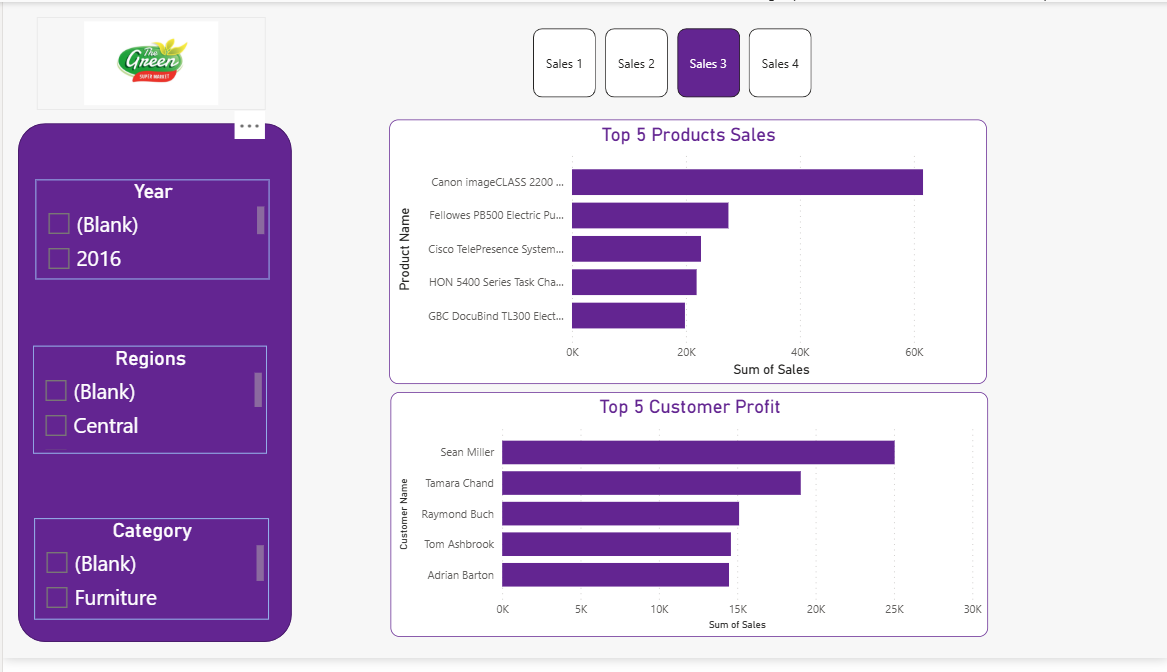 The
Green
SUPER MARKET
Sales 1
Sales 2
Sales 3
Sales 4
...
Year
(Blank)
2016
Regions
(Blank)
Central
Category
(Blank)
Furniture
Top 5 Products Sales
Product Name
Canon imageCLASS 2200 ...
Fellowes PB500 Electric Pu...
Cisco TelePresence System...
HON 5400 Series Task Cha...
GBC DocuBind TL300 Elect...
0K 20K 40K 60K
Sum of Sales
Top 5 Customer Profit
Customer Name
Sean Miller
Tamara Chand
Raymond Buch
Tom Ashbrook
Adrian Barton
0K 5K 10K 15K 20K 25K 30K
Sum of Sales